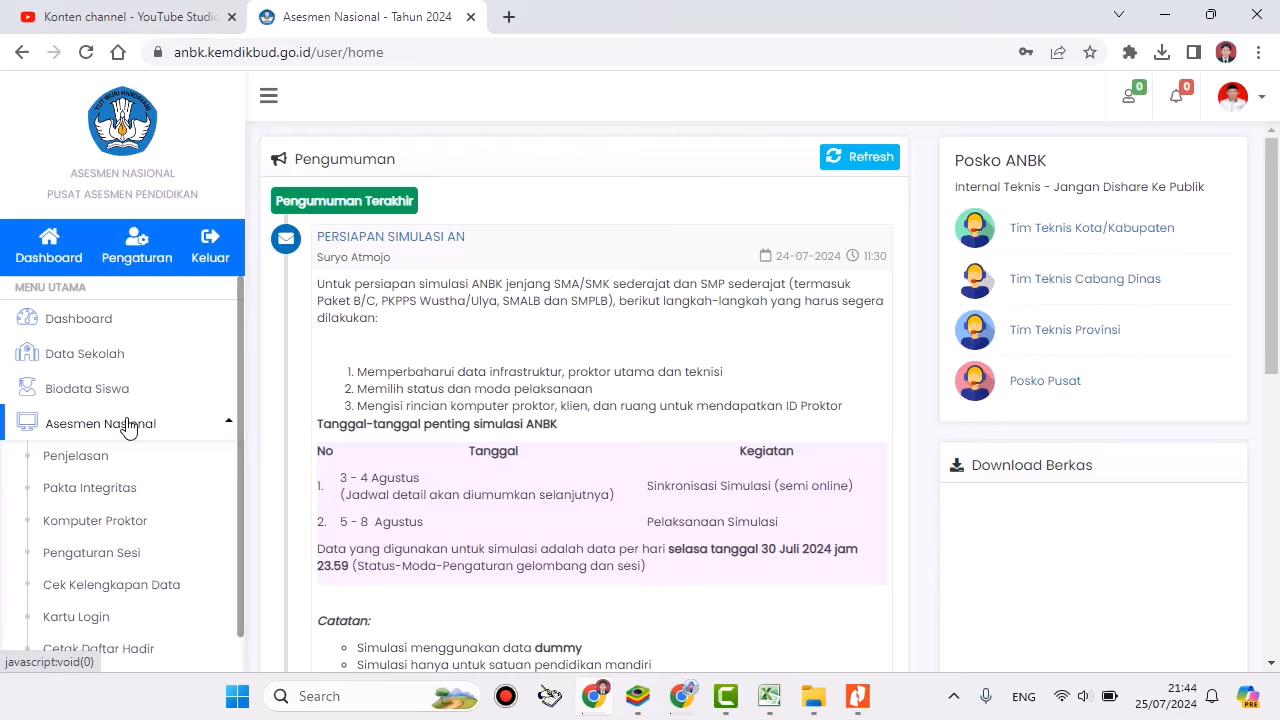 Konten channel - YouTube Studio
Asesmen Nasional - Tahun 2024
anbk.kemdikbud.go.id/user/home
ASESMEN NASIONAL
PUSAT ASESMEN PENDIDIKAN
Dashboard
Pengaturan
Keluar
MENU UTAMA
Dashboard
Data Sekolah
Biodata Siswa
Asesmen Nasional
Penjelasan
Pakta Integritas
Komputer Proktor
Pengaturan Sesi
Cek Kelengkapan Data
Kartu Login
Cetak Daftar Hadir
javascript:void(0)
0
0
Pengumuman
Refresh
Pengumuman Terakhir
PERSIAPAN SIMULASI AN
Suryo Atmojo
24-07-2024 11:30
Untuk persiapan simulasi ANBK jenjang SMA/SMK sederajat dan SMP sederajat (termasuk
Paket B/C, PKPPS Wustha/Ulya, SMALB dan SMPLB), berikut langkah-langkah yang harus segera
dilakukan:
1. Memperbaharui data infrastruktur, proktor utama dan teknisi
2. Memilih status dan moda pelaksanaan
3. Mengisi rincian komputer proktor, klien, dan ruang untuk mendapatkan ID Proktor
Tanggal-tanggal penting simulasi ANBK
No Tanggal Kegiatan
1. 3 - 4 Agustus
(Jadwal detail akan diumumkan selanjutnya) Sinkronisasi Simulasi (semi online)
2. 5 - 8 Agustus Pelaksanaan Simulasi
Data yang digunakan untuk simulasi adalah data per hari selasa tanggal 30 Juli 2024 jam
23.59 (Status-Moda-Pengaturan gelombang dan sesi)
Catatan:
Simulasi menggunakan data dummy
Simulasi hanya untuk satuan pendidikan mandiri
Posko ANBK
Internal Teknis - Jangan Dishare Ke Publik
Tim Teknis Kota/Kabupaten
Tim Teknis Cabang Dinas
Tim Teknis Provinsi
Posko Pusat
Download Berkas
Search
ENG
21:44
25/07/2024
PRE